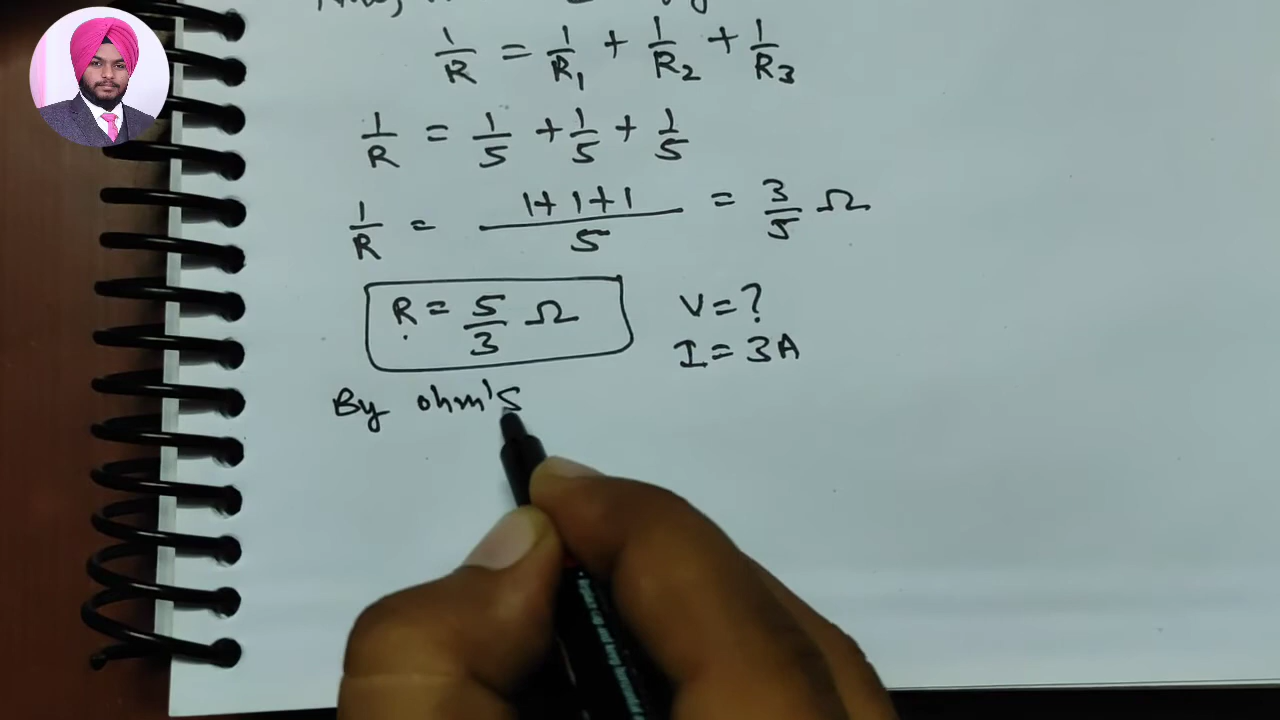 1/R = 1/R₁ + 1/R₂ + 1/R₃
1/R = 1/5 + 1/5 + 1/5
1/R = 1+1+1/5 = 3/5 Ω
R = 5/3 Ω
V = ?
I = 3A
By ohm's